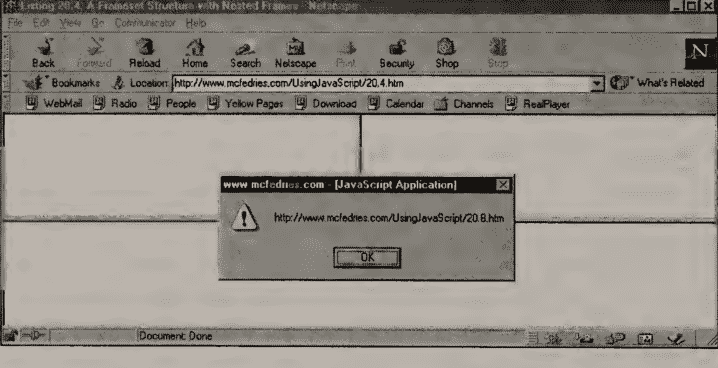 Listing 20.4. A Frameset Structure with Nested Frames - Netscape
File Edit View Go Communicator Help
Back Forward Reload Home Search Netscape Print Security Shop Stop
N
Bookmarks Location: http://www.mcfedries.com/UsingJavaScript/20.4.htm What's Related
WebMail Radio People Yellow Pages Download Calendar Channels RealPlayer
www.mcfedries.com - [JavaScript Application]
http://www.mcfedries.com/UsingJavaScript/20.8.htm
OK
Document: Done